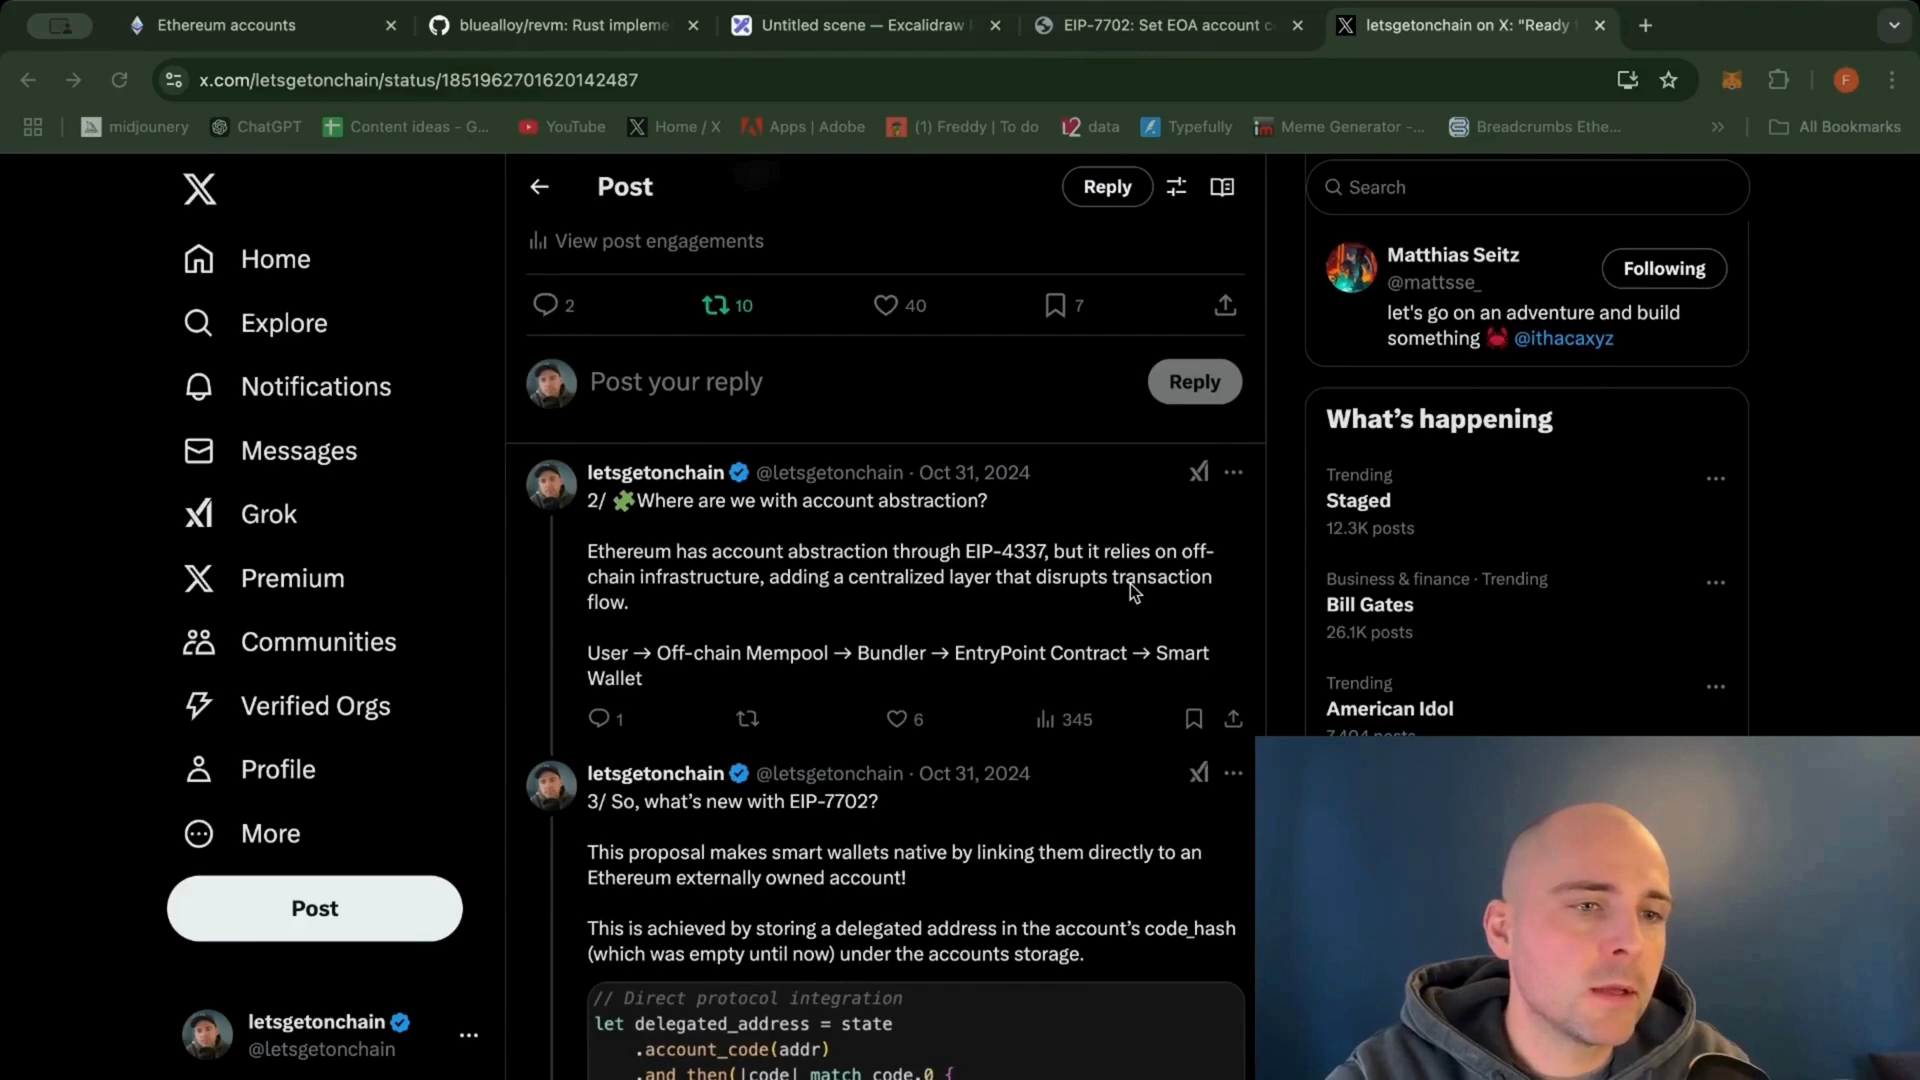 Ethereum accounts
bluealloy/revm: Rust impleme
Untitled scene — Excalidraw
EIP-7702: Set EOA account c
letsgetonchain on X: "Ready
x.com/letsgetonchain/status/1851962701620142487
F
midjounery
ChatGPT
Content ideas - G...
YouTube
Home / X
Apps | Adobe
(1) Freddy | To do
data
Typefully
Meme Generator -...
Breadcrumbs Ethe...
All Bookmarks
Home
Explore
Notifications
Messages
Grok
Premium
Communities
Verified Orgs
Profile
More
Post
letsgetonchain
@letsgetonchain
Post
Reply
View post engagements
2
10
40
7
Post your reply
Reply
letsgetonchain @letsgetonchain · Oct 31, 2024
2/ Where are we with account abstraction?
Ethereum has account abstraction through EIP-4337, but it relies on off-
chain infrastructure, adding a centralized layer that disrupts transaction
flow.
User → Off-chain Mempool → Bundler → EntryPoint Contract → Smart
Wallet
1
6
345
letsgetonchain @letsgetonchain · Oct 31, 2024
3/ So, what's new with EIP-7702?
This proposal makes smart wallets native by linking them directly to an
Ethereum externally owned account!
This is achieved by storing a delegated address in the account's code_hash
(which was empty until now) under the accounts storage.
// Direct protocol integration
let delegated_address = state
.account_code(addr)
.and_then(|code| match code.0 {
Search
Matthias Seitz
@mattsse_
Following
let's go on an adventure and build
something @ithacaxyz
What's happening
Trending
Staged
12.3K posts
Business & finance · Trending
Bill Gates
26.1K posts
Trending
American Idol
7,404 posts